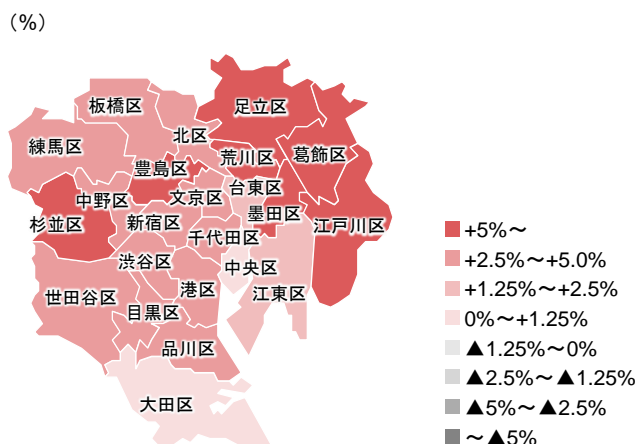 （%）
足立区
板橋区
北区
練馬区
荒川区
葛飾区
豊島区
台東区
文京区
中野区
墨田区
杉並区
新宿区
江戸川区
千代田区
渋谷区
中央区
世田谷区
港区
江東区
目黒区
品川区
大田区
+5%～
+2.5%～+5.0%
+1.25%～+2.5%
0%～+1.25%
▲1.25%～0%
▲2.5%～▲1.25%
▲5%～▲2.5%
～▲5%